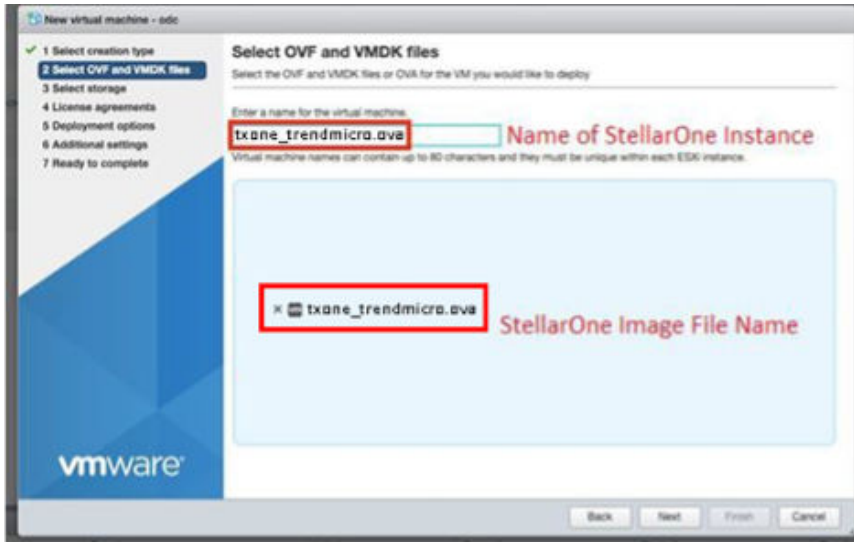 New virtual machine - odc
1 Select creation type
2 Select OVF and VMDK files
3 Select storage
4 License agreements
5 Deployment options
6 Additional settings
7 Ready to complete
Select OVF and VMDK files
Select the OVF and VMDK files or OVA for the VM you would like to deploy
Enter a name for the virtual machine.
txone_trendmicro.ova
Name of StellarOne Instance
Virtual machine names can contain up to 80 characters and they must be unique within each ESXi instance.
× txone_trendmicro.ova
StellarOne Image File Name
vmware
Back
Next
Finish
Cancel